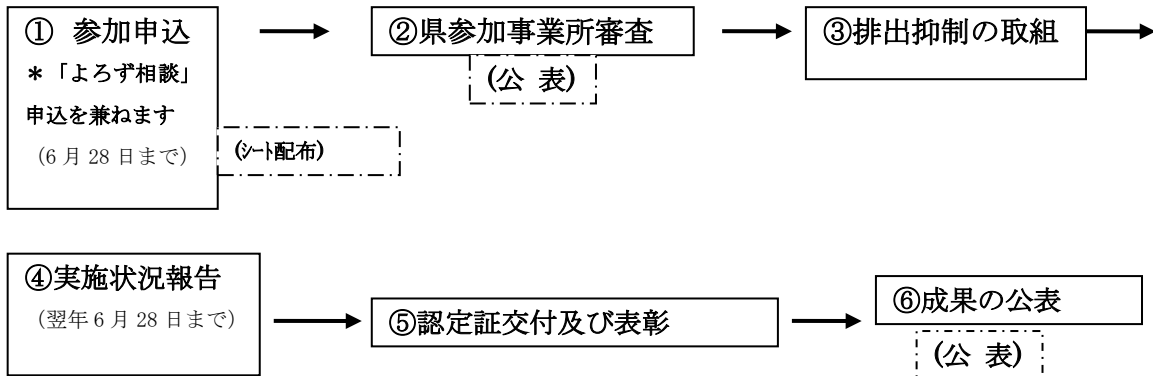 ① 参加申込
＊「よろず相談」
申込を兼ねます
（6月28日まで）
(ｼｰﾄ配布)
②県参加事業所審査
(公 表)
③排出抑制の取組
④実施状況報告
（翌年6月28日まで）
⑤認定証交付及び表彰
⑥成果の公表
(公 表)